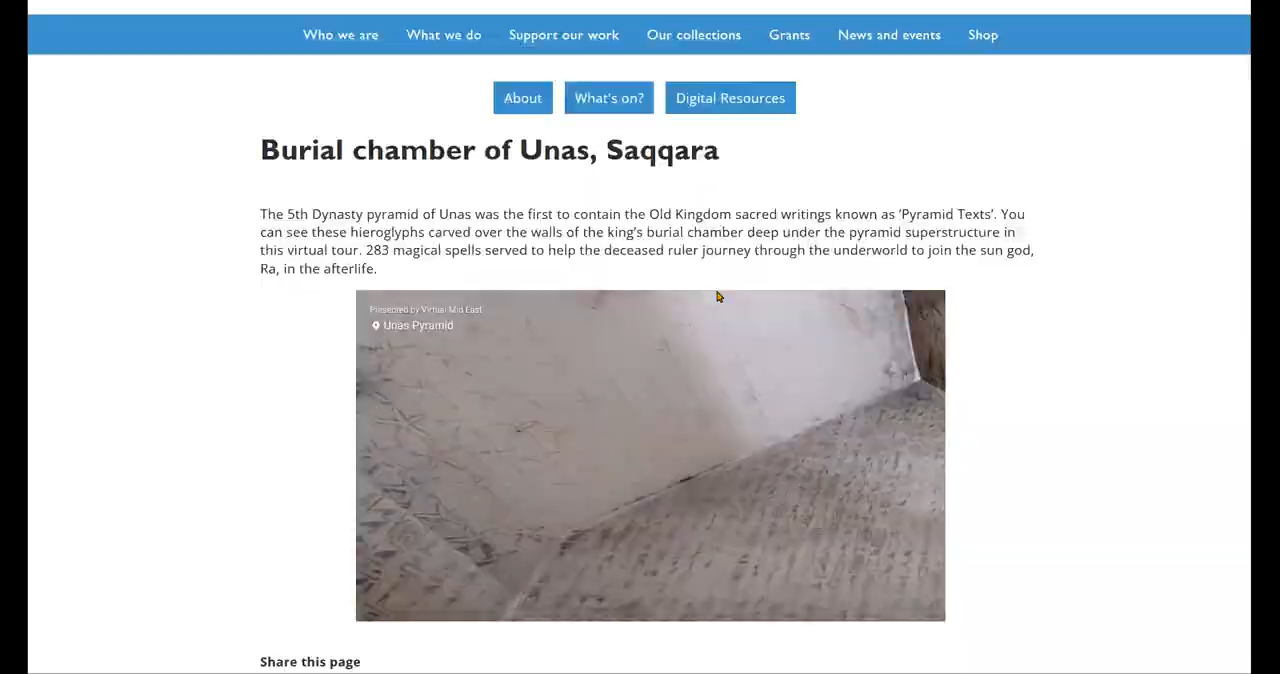 Who we are What we do Support our work Our collections Grants News and events Shop
About What's on? Digital Resources
Burial chamber of Unas, Saqqara
The 5th Dynasty pyramid of Unas was the first to contain the Old Kingdom sacred writings known as ‘Pyramid Texts’. You
can see these hieroglyphs carved over the walls of the king’s burial chamber deep under the pyramid superstructure in
this virtual tour. 283 magical spells served to help the deceased ruler journey through the underworld to join the sun god,
Ra, in the afterlife.
Presented by Virtual Mid East
Unas Pyramid
Share this page